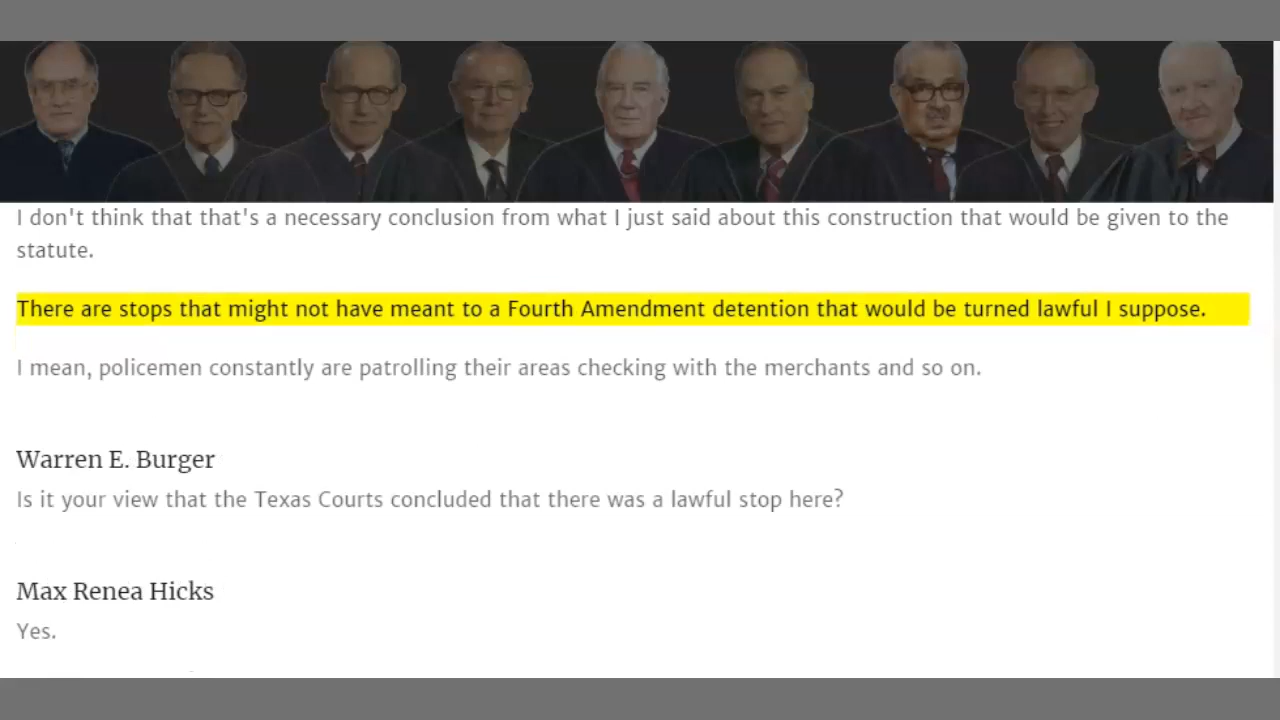 I don't think that that's a necessary conclusion from what I just said about this construction that would be given to the
statute.
There are stops that might not have meant to a Fourth Amendment detention that would be turned lawful I suppose.
I mean, policemen constantly are patrolling their areas checking with the merchants and so on.
Warren E. Burger
Is it your view that the Texas Courts concluded that there was a lawful stop here?
Max Renea Hicks
Yes.